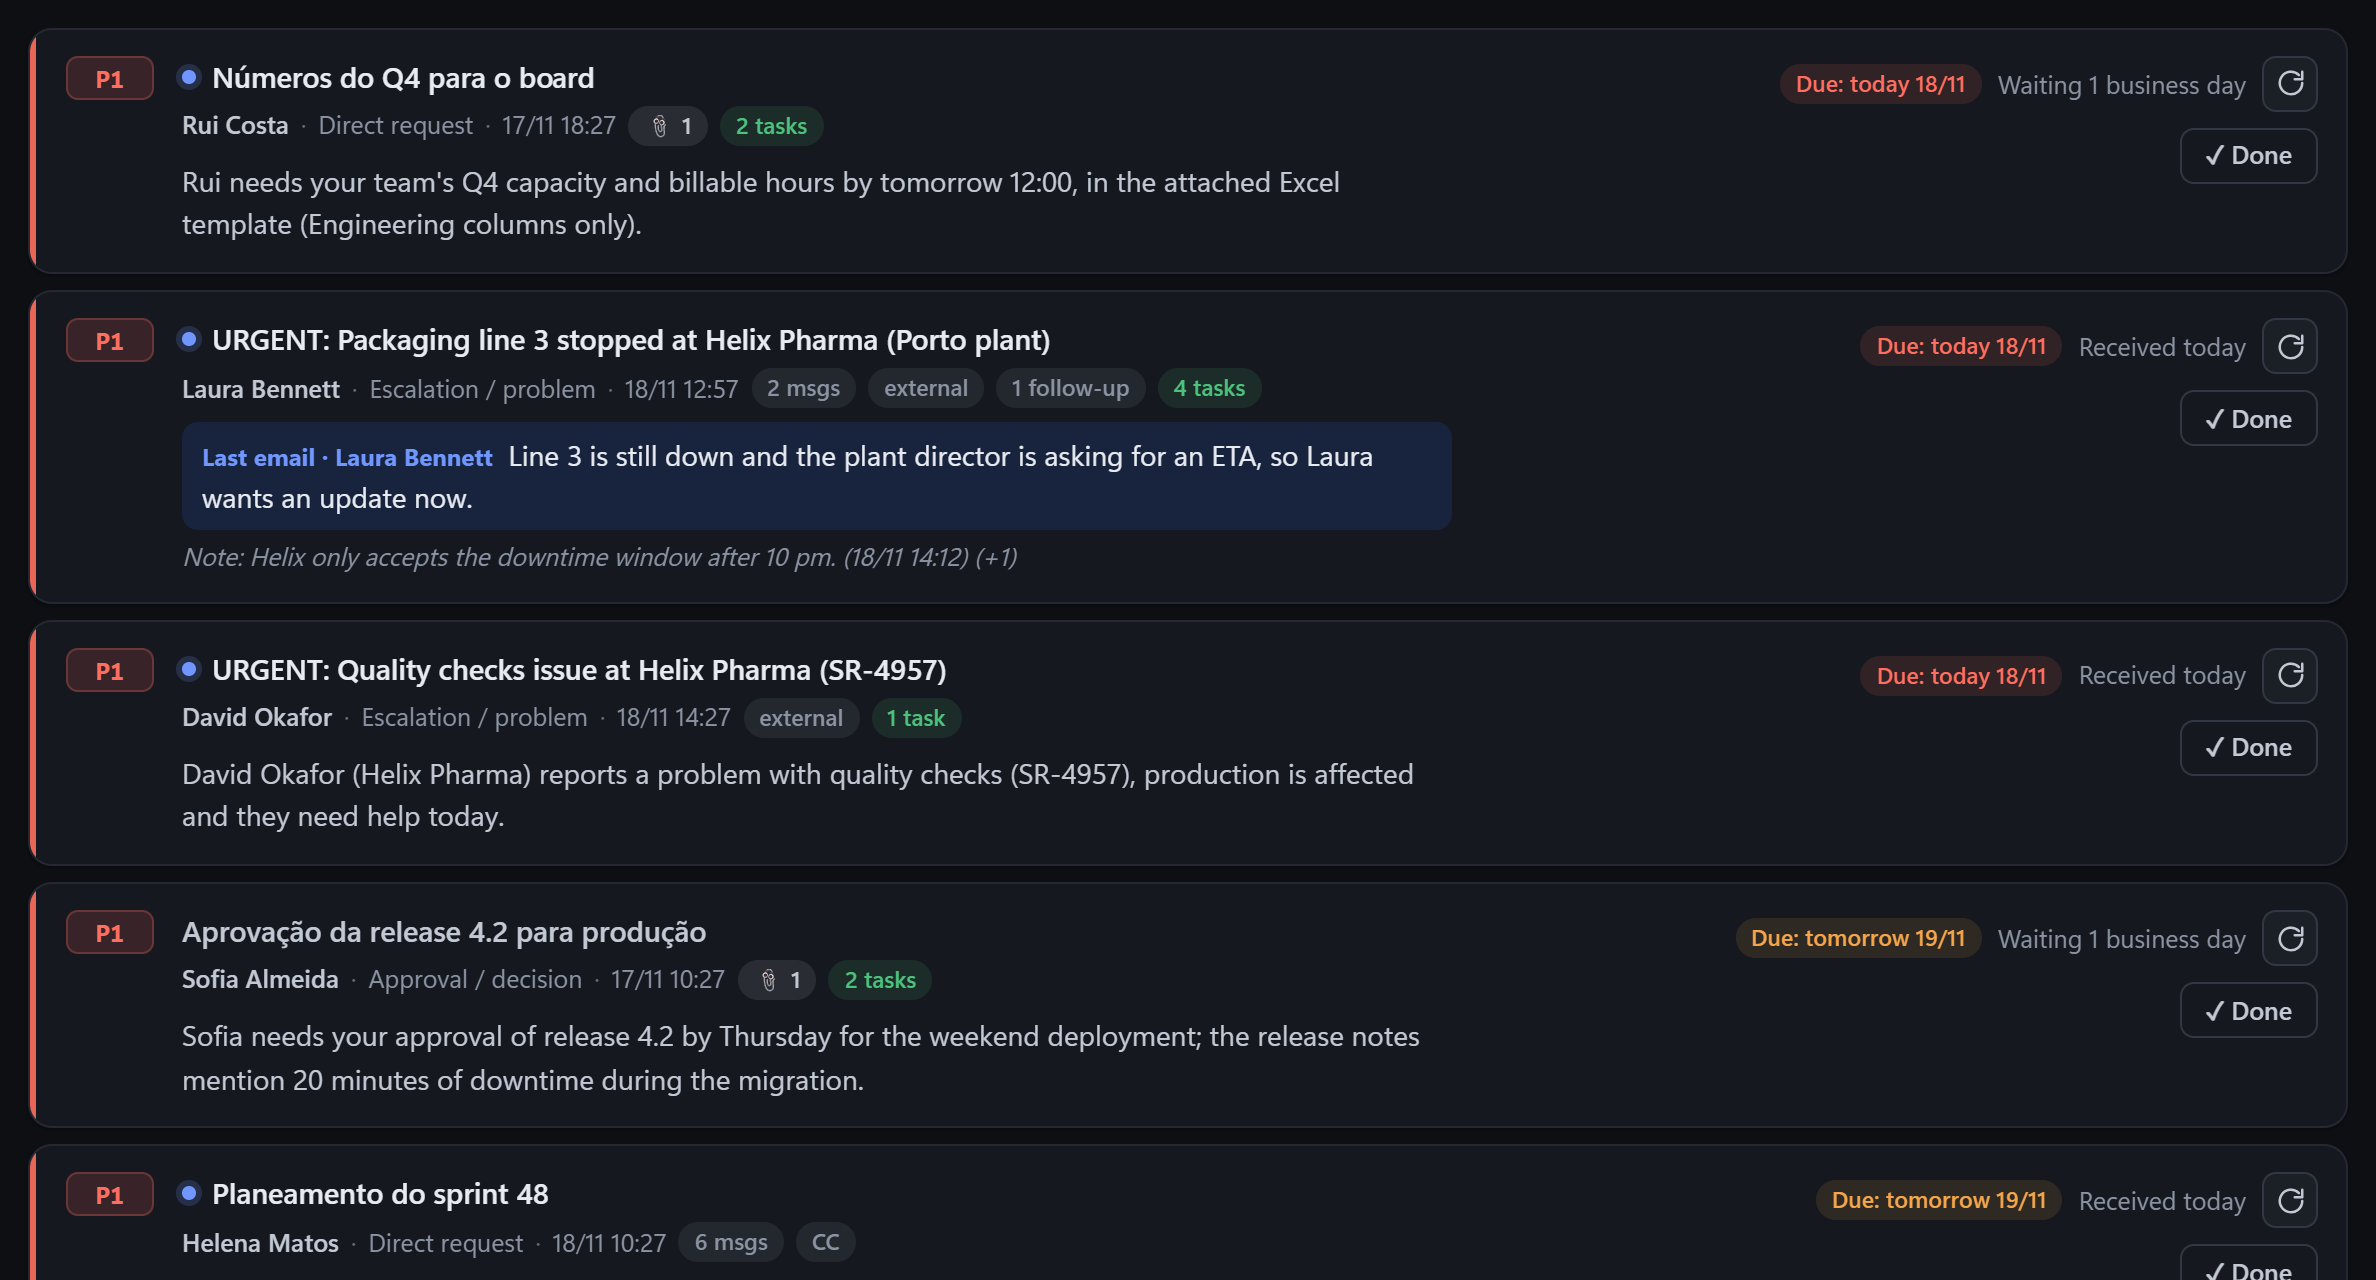 P1 Números do Q4 para o board Due: today 18/11 Waiting 1 business day
Rui Costa · Direct request · 17/11 18:27 1 2 tasks
✓ Done
Rui needs your team's Q4 capacity and billable hours by tomorrow 12:00, in the attached Excel
template (Engineering columns only).
P1 URGENT: Packaging line 3 stopped at Helix Pharma (Porto plant) Due: today 18/11 Received today
Laura Bennett · Escalation / problem · 18/11 12:57 2 msgs external 1 follow-up 4 tasks
✓ Done
Last email · Laura Bennett Line 3 is still down and the plant director is asking for an ETA, so Laura
wants an update now.
Note: Helix only accepts the downtime window after 10 pm. (18/11 14:12) (+1)
P1 URGENT: Quality checks issue at Helix Pharma (SR-4957) Due: today 18/11 Received today
David Okafor · Escalation / problem · 18/11 14:27 external 1 task
✓ Done
David Okafor (Helix Pharma) reports a problem with quality checks (SR-4957), production is affected
and they need help today.
P1 Aprovação da release 4.2 para produção Due: tomorrow 19/11 Waiting 1 business day
Sofia Almeida · Approval / decision · 17/11 10:27 1 2 tasks
✓ Done
Sofia needs your approval of release 4.2 by Thursday for the weekend deployment; the release notes
mention 20 minutes of downtime during the migration.
P1 Planeamento do sprint 48 Due: tomorrow 19/11 Received today
Helena Matos · Direct request · 18/11 10:27 6 msgs CC
✓ Done